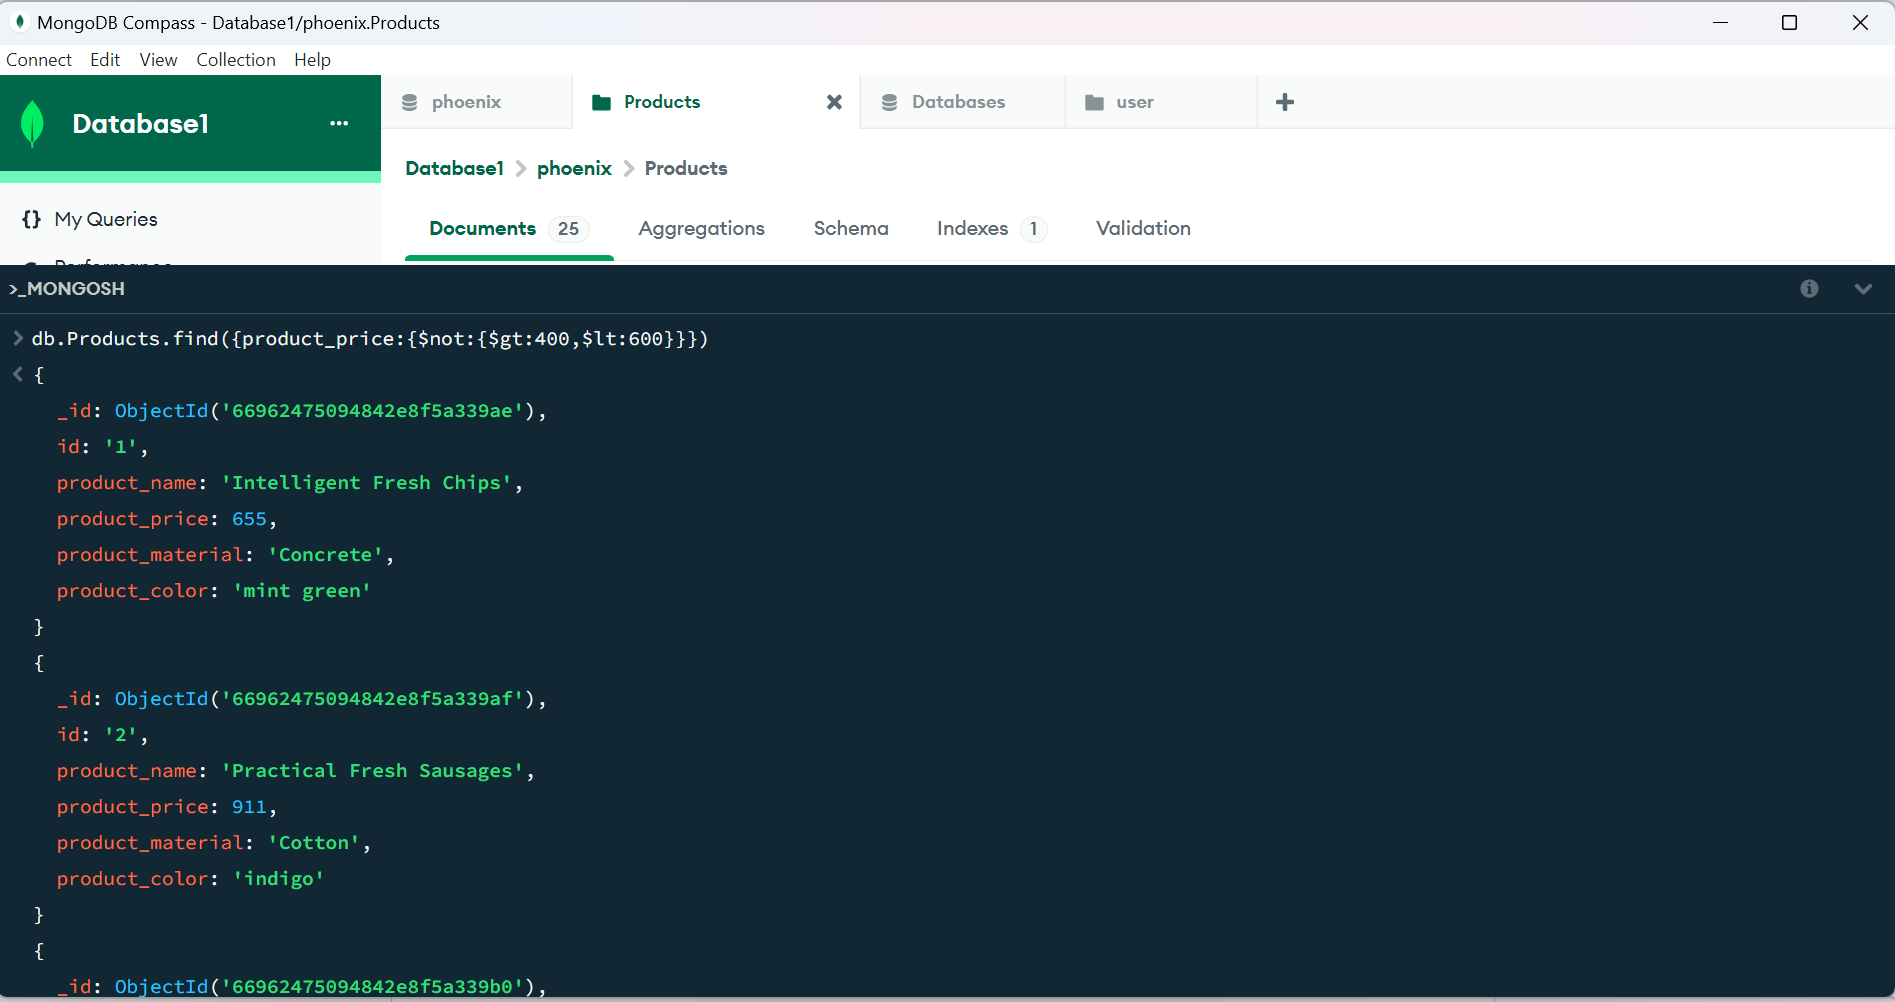 MongoDB Compass - Database1/phoenix.Products
Connect Edit View Collection Help
Database1 ...
phoenix Products Databases user
Database1 > phoenix > Products
{} My Queries
Documents 25 Aggregations Schema Indexes 1 Validation
Performance
>_MONGOSH
> db.Products.find({product_price:{$not:{$gt:400,$lt:600}}})
< {
_id: ObjectId('66962475094842e8f5a339ae'),
id: '1',
product_name: 'Intelligent Fresh Chips',
product_price: 655,
product_material: 'Concrete',
product_color: 'mint green'
}
{
_id: ObjectId('66962475094842e8f5a339af'),
id: '2',
product_name: 'Practical Fresh Sausages',
product_price: 911,
product_material: 'Cotton',
product_color: 'indigo'
}
{
_id: ObjectId('66962475094842e8f5a339b0'),